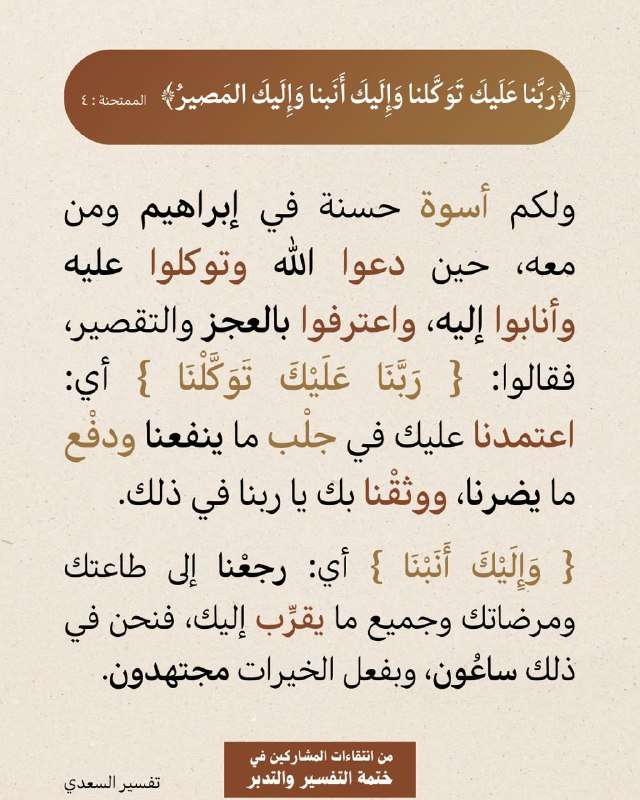 ﴿رَبَّنا عَلَيكَ تَوَكَّلنا وَإِلَيكَ أَنَبنا وَإِلَيكَ المَصيرُ﴾ الممتحنة : ٤
ولكم أسوة حسنة في إبراهيم ومن
معه، حين دعوا الله وتوكلوا عليه
وأنابوا إليه، واعترفوا بالعجز والتقصير،
فقالوا: { رَبَّنَا عَلَيْكَ تَوَكَّلْنَا } أي:
اعتمدنا عليك في جلْب ما ينفعنا ودفْع
ما يضرنا، ووثقْنا بك يا ربنا في ذلك.
{ وَإِلَيْكَ أَنَبْنَا } أي: رجعْنا إلى طاعتك
ومرضاتك وجميع ما يقرِّب إليك، فنحن في
ذلك ساعُون، وبفعل الخيرات مجتهدون.
من انتقاءات المشاركين في
ختمة التفسير والتدبر
تفسير السعدي